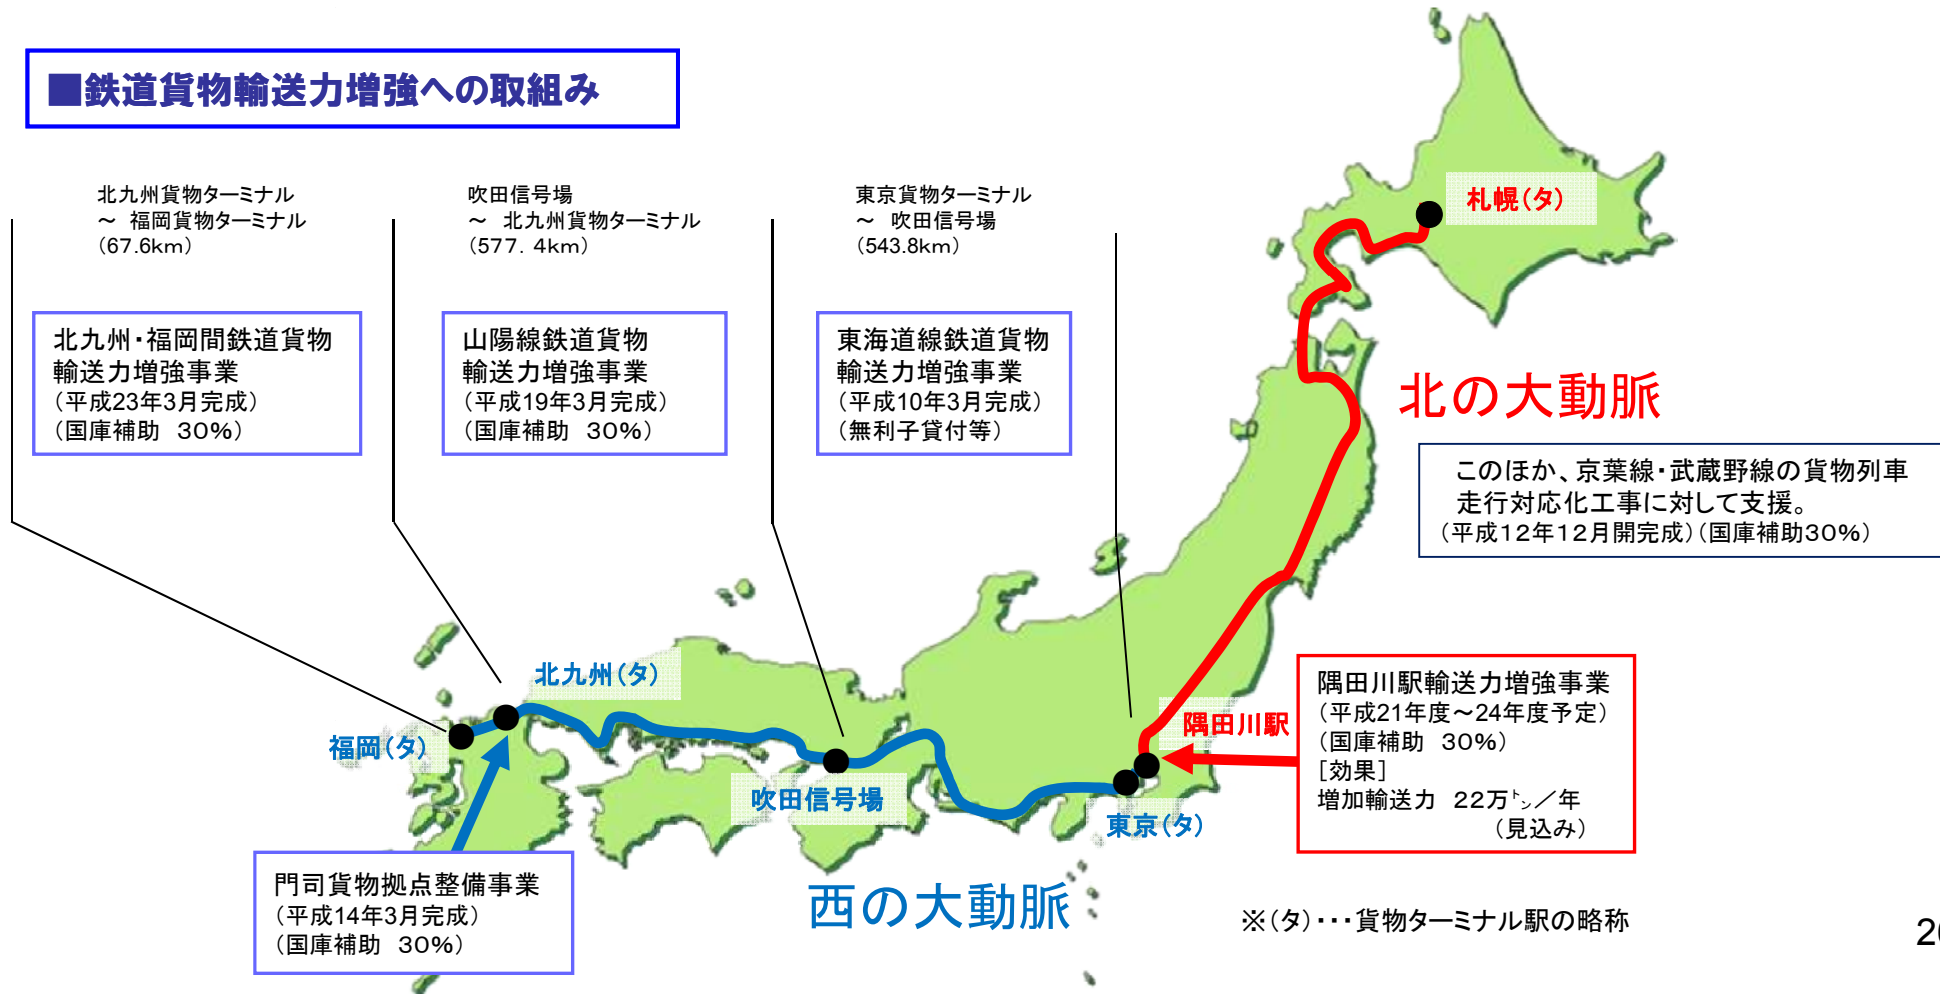 ■鉄道貨物輸送力増強への取組み
北九州貨物ターミナル
～ 福岡貨物ターミナル
(67.6km)
吹田信号場
～ 北九州貨物ターミナル
(577. 4km)
東京貨物ターミナル
～ 吹田信号場
(543.8km)
北九州・福岡間鉄道貨物
輸送力増強事業
(平成23年3月完成)
(国庫補助 30%)
山陽線鉄道貨物
輸送力増強事業
(平成19年3月完成)
(国庫補助 30%)
東海道線鉄道貨物
輸送力増強事業
(平成10年3月完成)
(無利子貸付等)
札幌(タ)
北の大動脈
このほか、京葉線・武蔵野線の貨物列車
走行対応化工事に対して支援。
(平成12年12月開完成)(国庫補助30%)
北九州(タ)
福岡(タ)
吹田信号場
隅田川駅
東京(タ)
隅田川駅輸送力増強事業
(平成21年度～24年度予定)
(国庫補助 30%)
[効果]
増加輸送力 22万㌧／年
(見込み)
門司貨物拠点整備事業
(平成14年3月完成)
(国庫補助 30%)
西の大動脈
※(タ)・・・貨物ターミナル駅の略称